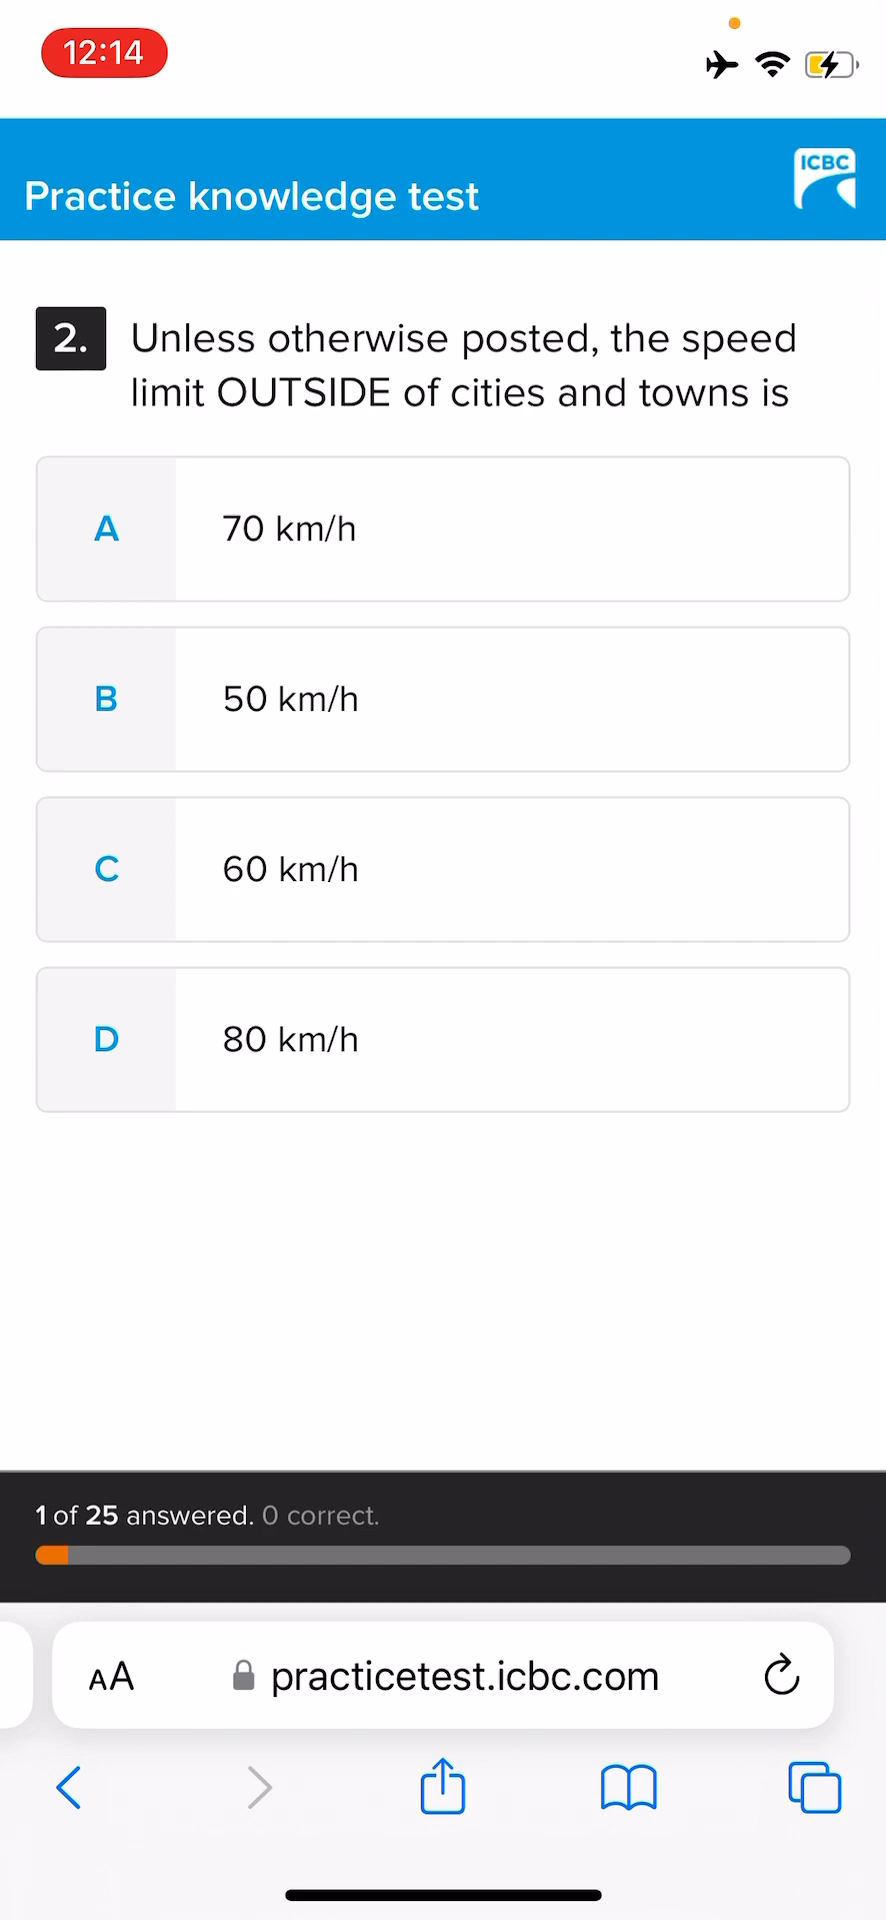 12:14
Practice knowledge test
ICBC
2. Unless otherwise posted, the speed
limit OUTSIDE of cities and towns is
A 70 km/h
B 50 km/h
C 60 km/h
D 80 km/h
1 of 25 answered. 0 correct.
AA practicetest.icbc.com